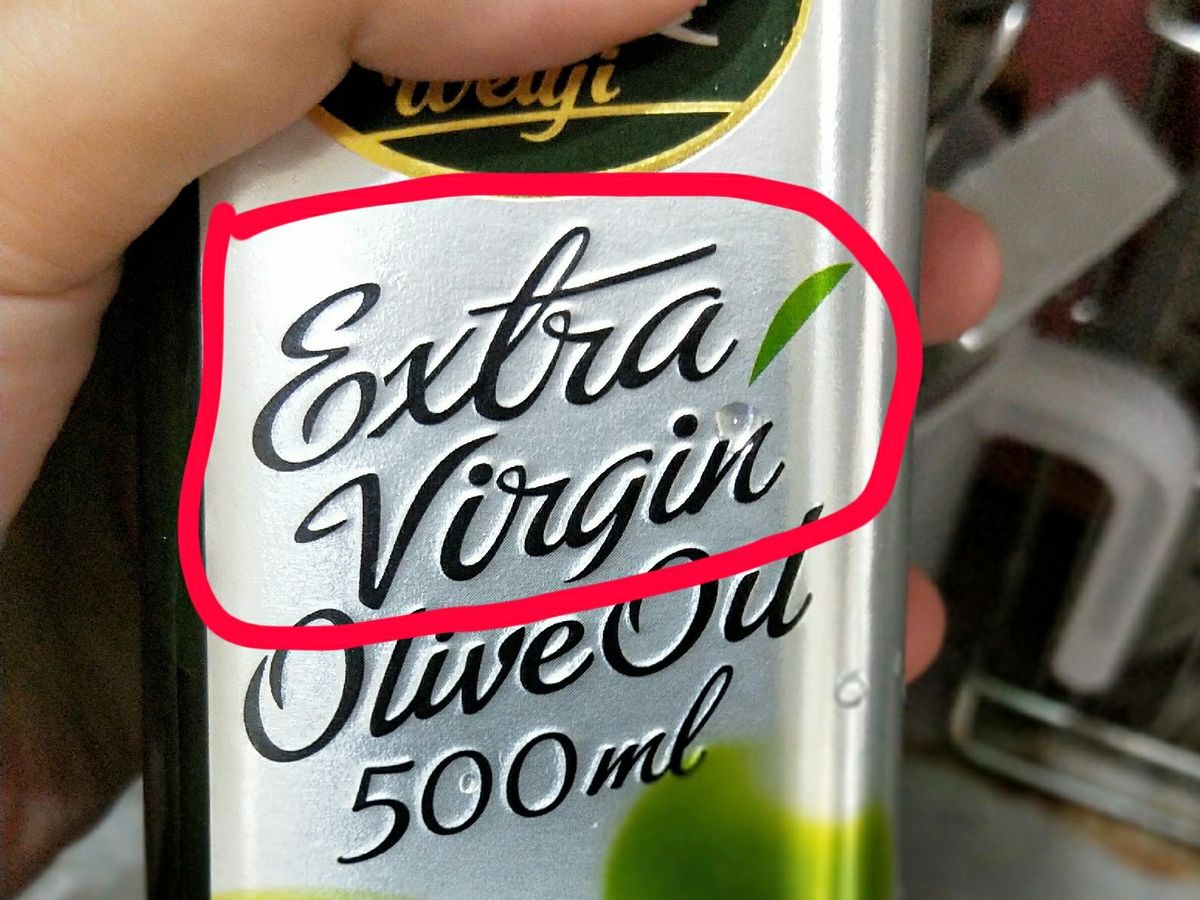 Extra
Virgin
Olive Oil
500ml